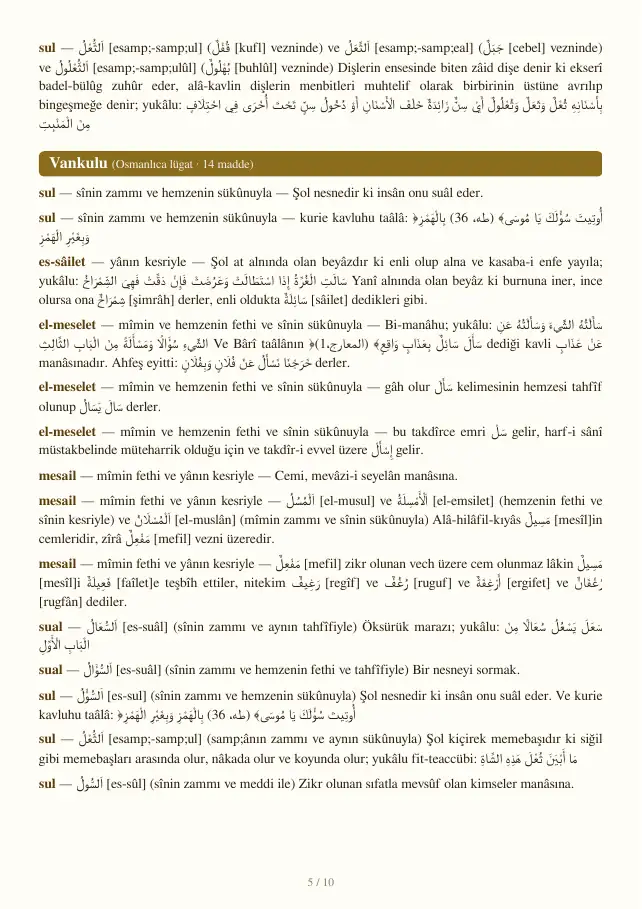 sul — اَلثُّعْلُ [esamp;-samp;ul] (قُفْلٌ [kufl] vezninde) ve اَلثَّعَلُ [esamp;-samp;eal] (جَبَلٌ [cebel] vezninde)
ve اَلثُّعْلُولُ [esamp;-samp;ulûl] (بُهْلُولٌ [buhlûl] vezninde) Dişlerin ensesinde biten zâid dişe denir ki ekserî
badel-bülûg zuhûr eder, alâ-kavlin dişlerin menbitleri muhtelif olarak birbirinin üstüne avrılıp
bingeşmeğe denir; yukâlu: بِأَسْنَانِهِ ثُعْلٌ وَثَعَلٌ وَثُعْلُولٌ أَيْ سِنٌّ زَائِدَةٌ خَلْفَ الْأَسْنَانِ أَوْ دُخُولُ سِنٍّ تَحْتَ أُخْرَى فِي اخْتِلَافٍ
مِنَ الْمَنْبِتِ
Vankulu (Osmanlıca lügat · 14 madde)
sul — sînin zammı ve hemzenin sükûnuyla — Şol nesnedir ki insân onu suâl eder.
sul — sînin zammı ve hemzenin sükûnuyla — kurie kavluhu taâlâ: ﴿أُوتِيتَ سُؤْلَكَ يَا مُوسَى﴾ (طه، 36) بِالْهَمْزِ
وَبِغَيْرِ الْهَمْزِ
es-sâilet — yânın kesriyle — Şol at alnında olan beyâzdır ki enli olup alna ve kasaba-i enfe yayıla;
yukâlu: سَالَتِ الْغُرَّةُ إِذَا اسْتَطَالَتْ وَعَرُضَتْ فَإِنْ دَقَّتْ فَهِيَ الشِّمْرَاخُ Yanî alnında olan beyâz ki burnuna iner, ince
olursa ona شِمْرَاخٌ [şimrâh] derler, enli oldukta سَائِلَةٌ [sâilet] dedikleri gibi.
el-meselet — mîmin ve hemzenin fethi ve sînin sükûnuyla — Bi-manâhu; yukâlu: سَأَلْتُهُ الشَّيْءَ وَسَأَلْتُهُ عَنِ
الشَّيْءِ سُؤَالًا وَمَسْأَلَةً مِنَ الْبَابِ الثَّالِثِ Ve Bârî taâlânın ﴿سَأَلَ سَائِلٌ بِعَذَابٍ وَاقِعٍ﴾ (المعارج،1) dediği kavli عَنْ عَذَابٍ
manâsınadır. Ahfeş eyitti: خَرَجْنَا نَسْأَلُ عَنْ فُلَانٍ وَبِفُلَانٍ derler.
el-meselet — mîmin ve hemzenin fethi ve sînin sükûnuyla — gâh olur سَأَلَ kelimesinin hemzesi tahfîf
olunup سَالَ يَسَالُ derler.
el-meselet — mîmin ve hemzenin fethi ve sînin sükûnuyla — bu takdîrce emri سَلْ gelir, harf-i sânî
müstakbelinde müteharrik olduğu için ve takdîr-i evvel üzere إِسْأَلْ gelir.
mesail — mîmin fethi ve yânın kesriyle — Cemi, mevâzi-i seyelân manâsına.
mesail — mîmin fethi ve yânın kesriyle — اَلْمُسُلُ [el-musul] ve اَلْأَمْسِلَةُ [el-emsilet] (hemzenin fethi ve
sînin kesriyle) ve اَلْمُسْلَانُ [el-muslân] (mîmin zammı ve sînin sükûnuyla) Alâ-hilâfil-kıyâs مَسِيلٌ [mesîl]in
cemleridir, zîrâ مَفْعِلٌ [mefil] vezni üzeredir.
mesail — mîmin fethi ve yânın kesriyle — مَفْعِلٌ [mefil] zikr olunan vech üzere cem olunmaz lâkin مَسِيلٌ
[mesîl]i فَعِيلَةٌ [faîlet]e teşbîh ettiler, nitekim رَغِيفٌ [regîf] ve رُغُفٌ [ruguf] ve أَرْغِفَةٌ [ergifet] ve رُغْفَانٌ
[rugfân] dediler.
sual — اَلسُّعَالُ [es-suâl] (sînin zammı ve aynın tahfîfiyle) Öksürük marazı; yukâlu: سَعَلَ يَسْعُلُ سُعَالًا مِنَ
الْبَابِ الْأَوَّلِ
sual — اَلسُّؤَالُ [es-suâl] (sînin zammı ve hemzenin fethi ve tahfîfiyle) Bir nesneyi sormak.
sul — اَلسُّؤْلُ [es-sul] (sînin zammı ve hemzenin sükûnuyla) Şol nesnedir ki insân onu suâl eder. Ve kurie
kavluhu taâlâ: ﴿أُوتِيتَ سُؤْلَكَ يَا مُوسَى﴾ (طه، 36) بِالْهَمْزِ وَبِغَيْرِ الْهَمْزِ
sul — اَلثُّعْلُ [esamp;-samp;ul] (samp;ânın zammı ve aynın sükûnuyla) Şol kiçirek memebaşıdır ki siğil
gibi memebaşları arasında olur, nâkada olur ve koyunda olur; yukâlu fit-teaccübi: مَا أَبْيَنَ ثُعْلَ هَذِهِ الشَّاةِ
sul — اَلسُّولُ [es-sûl] (sînin zammı ve meddi ile) Zikr olunan sıfatla mevsûf olan kimseler manâsına.
5 / 10